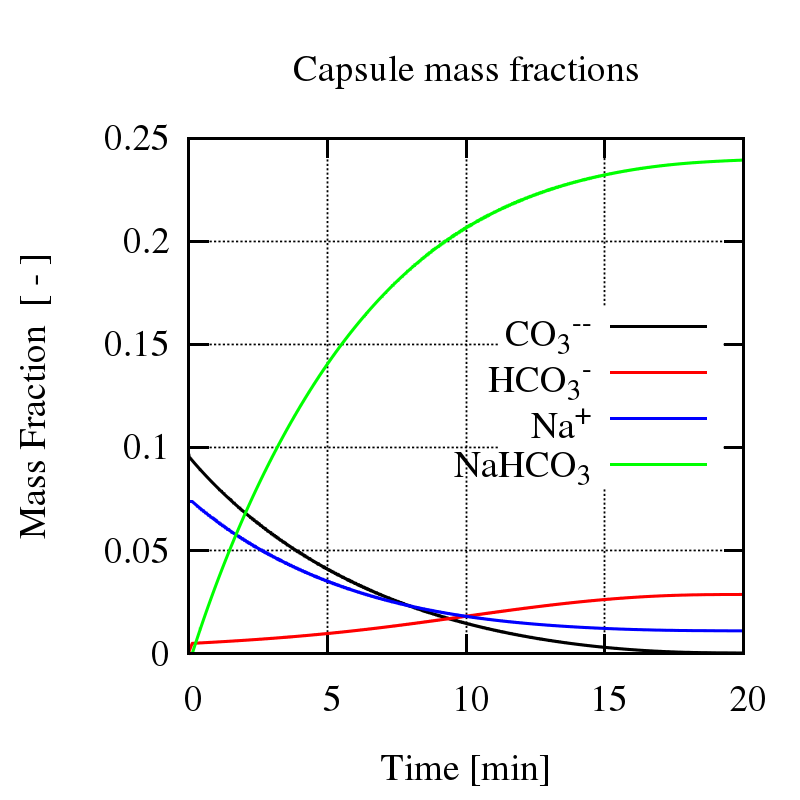 Capsule mass fractions
0.25
0.2
0.15
0.1
0.05
0
Mass Fraction [ - ]
CO₃⁻⁻
HCO₃⁻
Na⁺
NaHCO₃
0 5 10 15 20
Time [min]